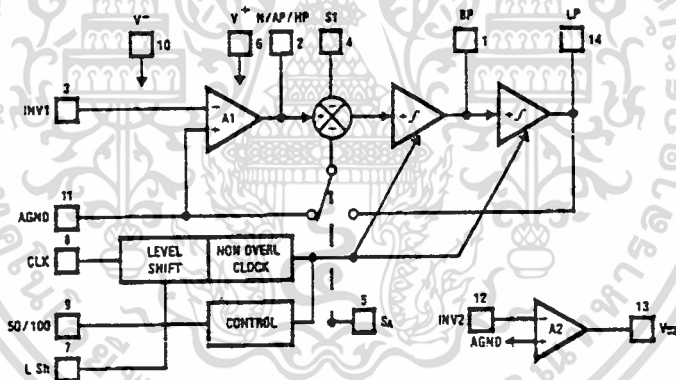 V⁻
10
V⁺
6
N/AP/HP
2
S1
4
BP
1
LP
14
3
INV1
A1
11
AGND
8
CLK
LEVEL SHIFT
NON OVERL CLOCK
9
50/100
CONTROL
7
L Sh
5
SA
12
INV2
AGND
A2
13